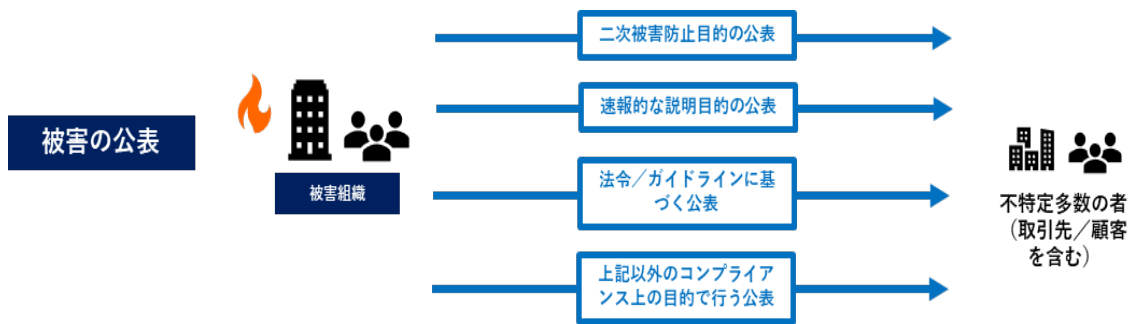 被害の公表
被害組織
二次被害防止目的の公表
速報的な説明目的の公表
法令／ガイドラインに基
づく公表
上記以外のコンプライア
ンス上の目的で行う公表
不特定多数の者
（取引先／顧客
を含む）